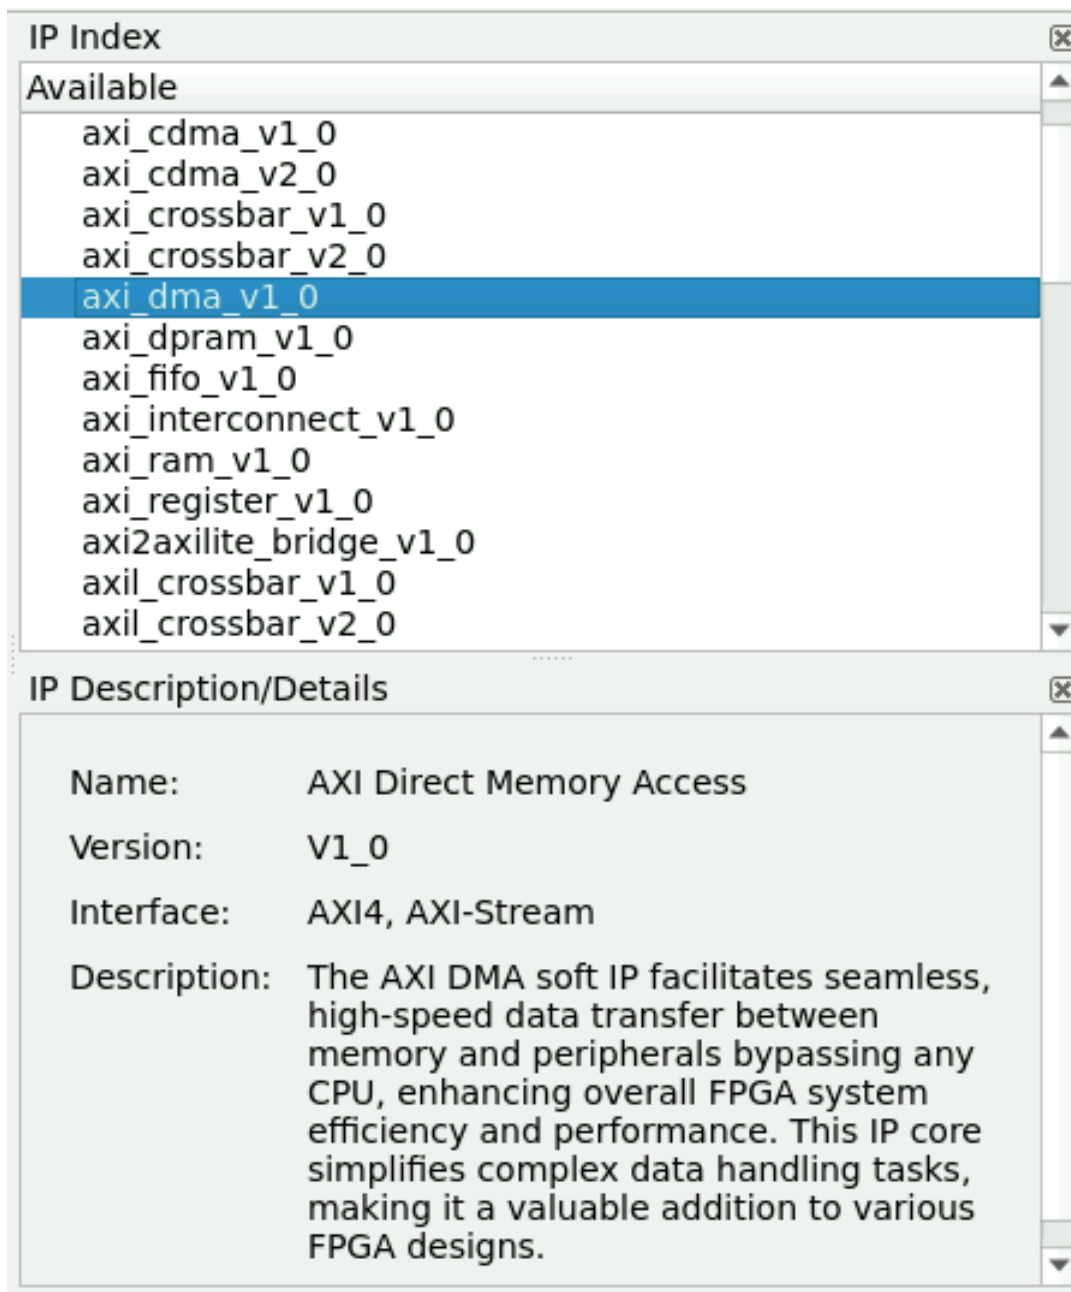 IP Index
Available
axi_cdma_v1_0
axi_cdma_v2_0
axi_crossbar_v1_0
axi_crossbar_v2_0
axi_dma_v1_0
axi_dpram_v1_0
axi_fifo_v1_0
axi_interconnect_v1_0
axi_ram_v1_0
axi_register_v1_0
axi2axilite_bridge_v1_0
axil_crossbar_v1_0
axil_crossbar_v2_0
IP Description/Details
Name: AXI Direct Memory Access
Version: V1_0
Interface: AXI4, AXI-Stream
Description: The AXI DMA soft IP facilitates seamless,
high-speed data transfer between
memory and peripherals bypassing any
CPU, enhancing overall FPGA system
efficiency and performance. This IP core
simplifies complex data handling tasks,
making it a valuable addition to various
FPGA designs.